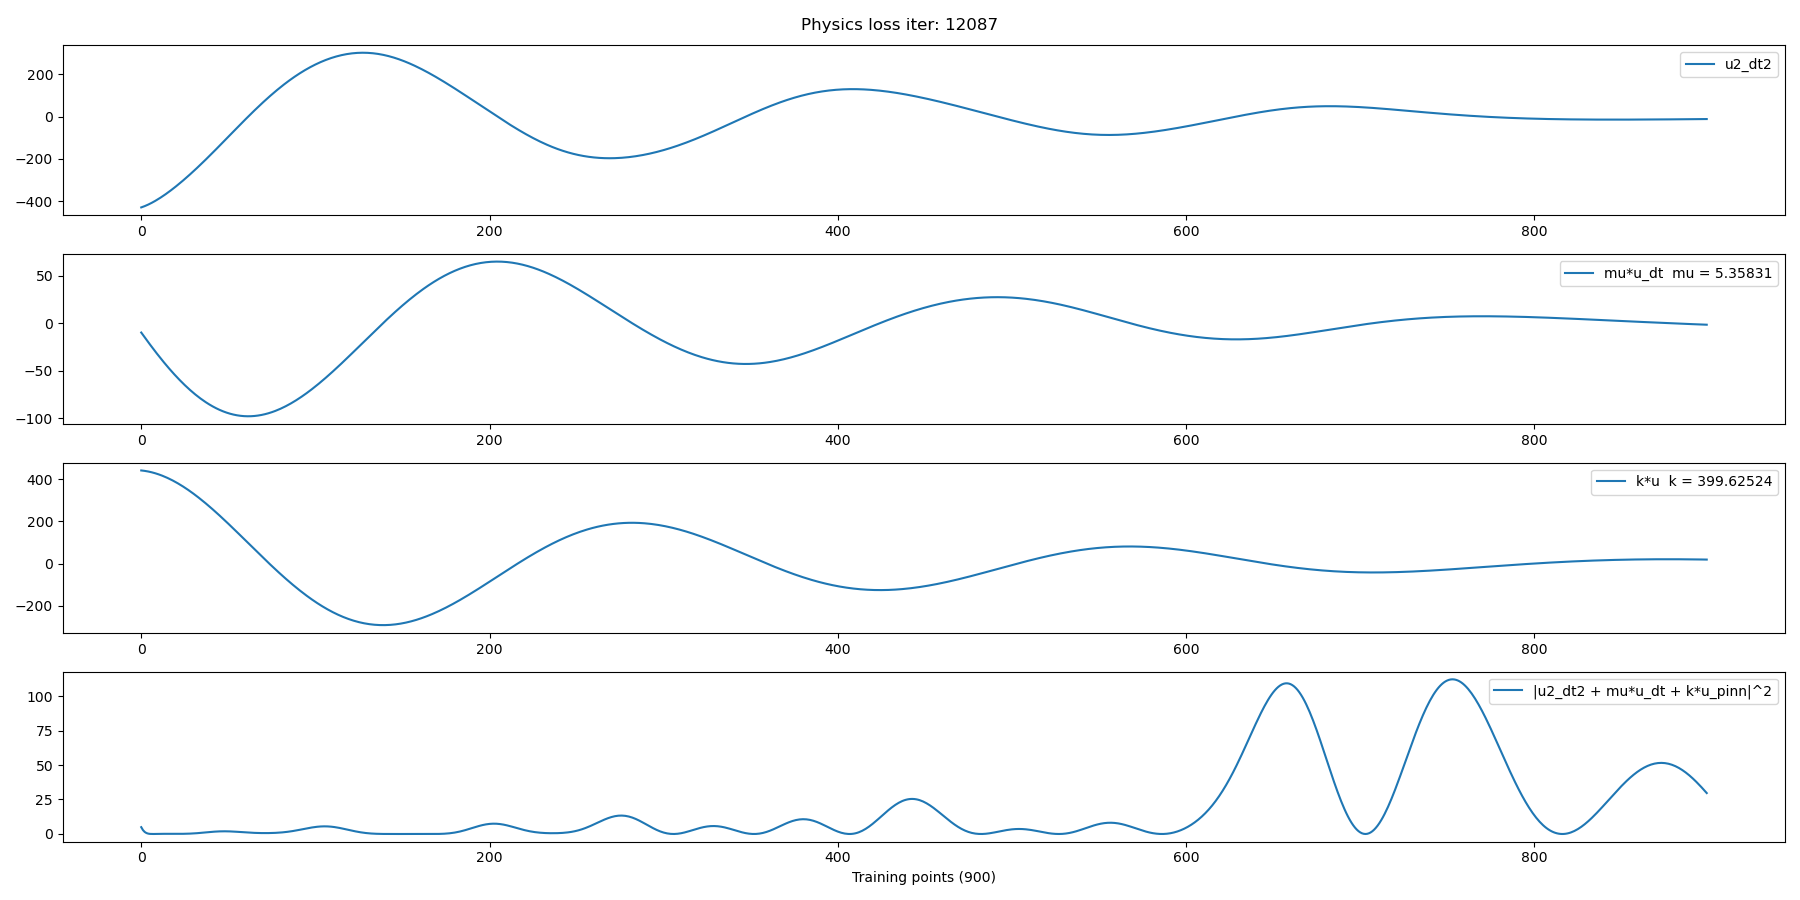 Physics loss iter: 12087
200
0
−200
−400
u2_dt2
0 200 400 600 800
50
0
−50
−100
mu*u_dt  mu = 5.35831
0 200 400 600 800
400
200
0
−200
k*u  k = 399.62524
0 200 400 600 800
100
75
50
25
0
|u2_dt2 + mu*u_dt + k*u_pinn|^2
0 200 400 600 800
Training points (900)